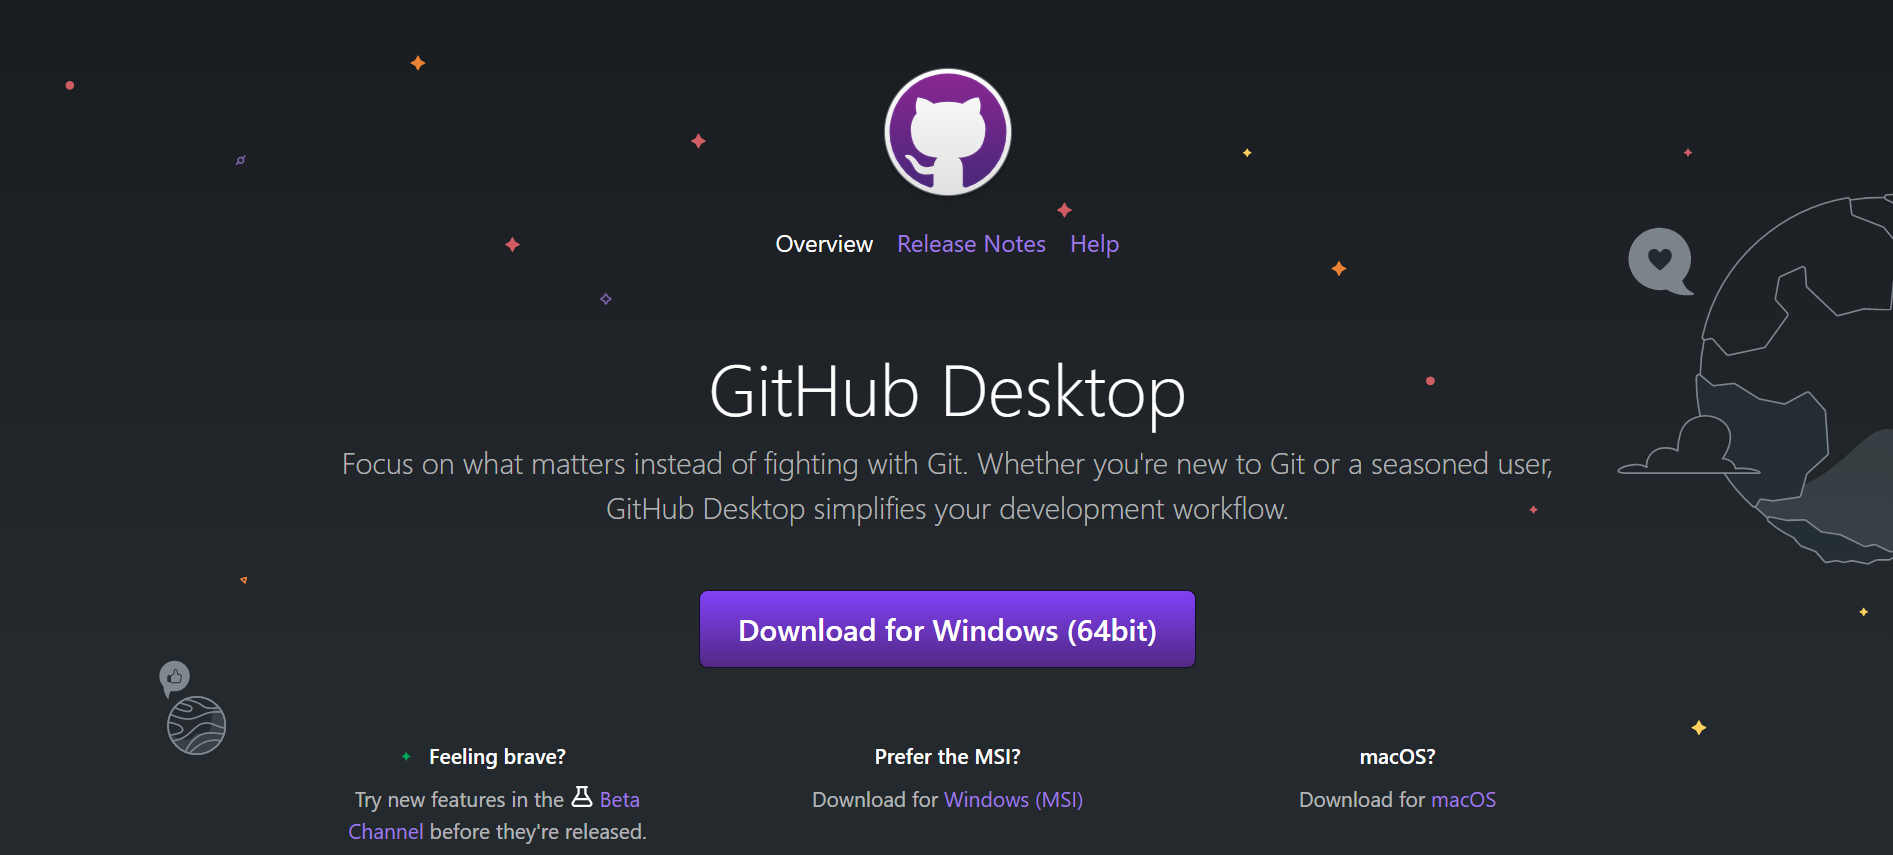 Overview Release Notes Help
GitHub Desktop
Focus on what matters instead of fighting with Git. Whether you're new to Git or a seasoned user,
GitHub Desktop simplifies your development workflow.
Download for Windows (64bit)
Feeling brave?
Try new features in the Beta
Channel before they're released.
Prefer the MSI?
Download for Windows (MSI)
macOS?
Download for macOS